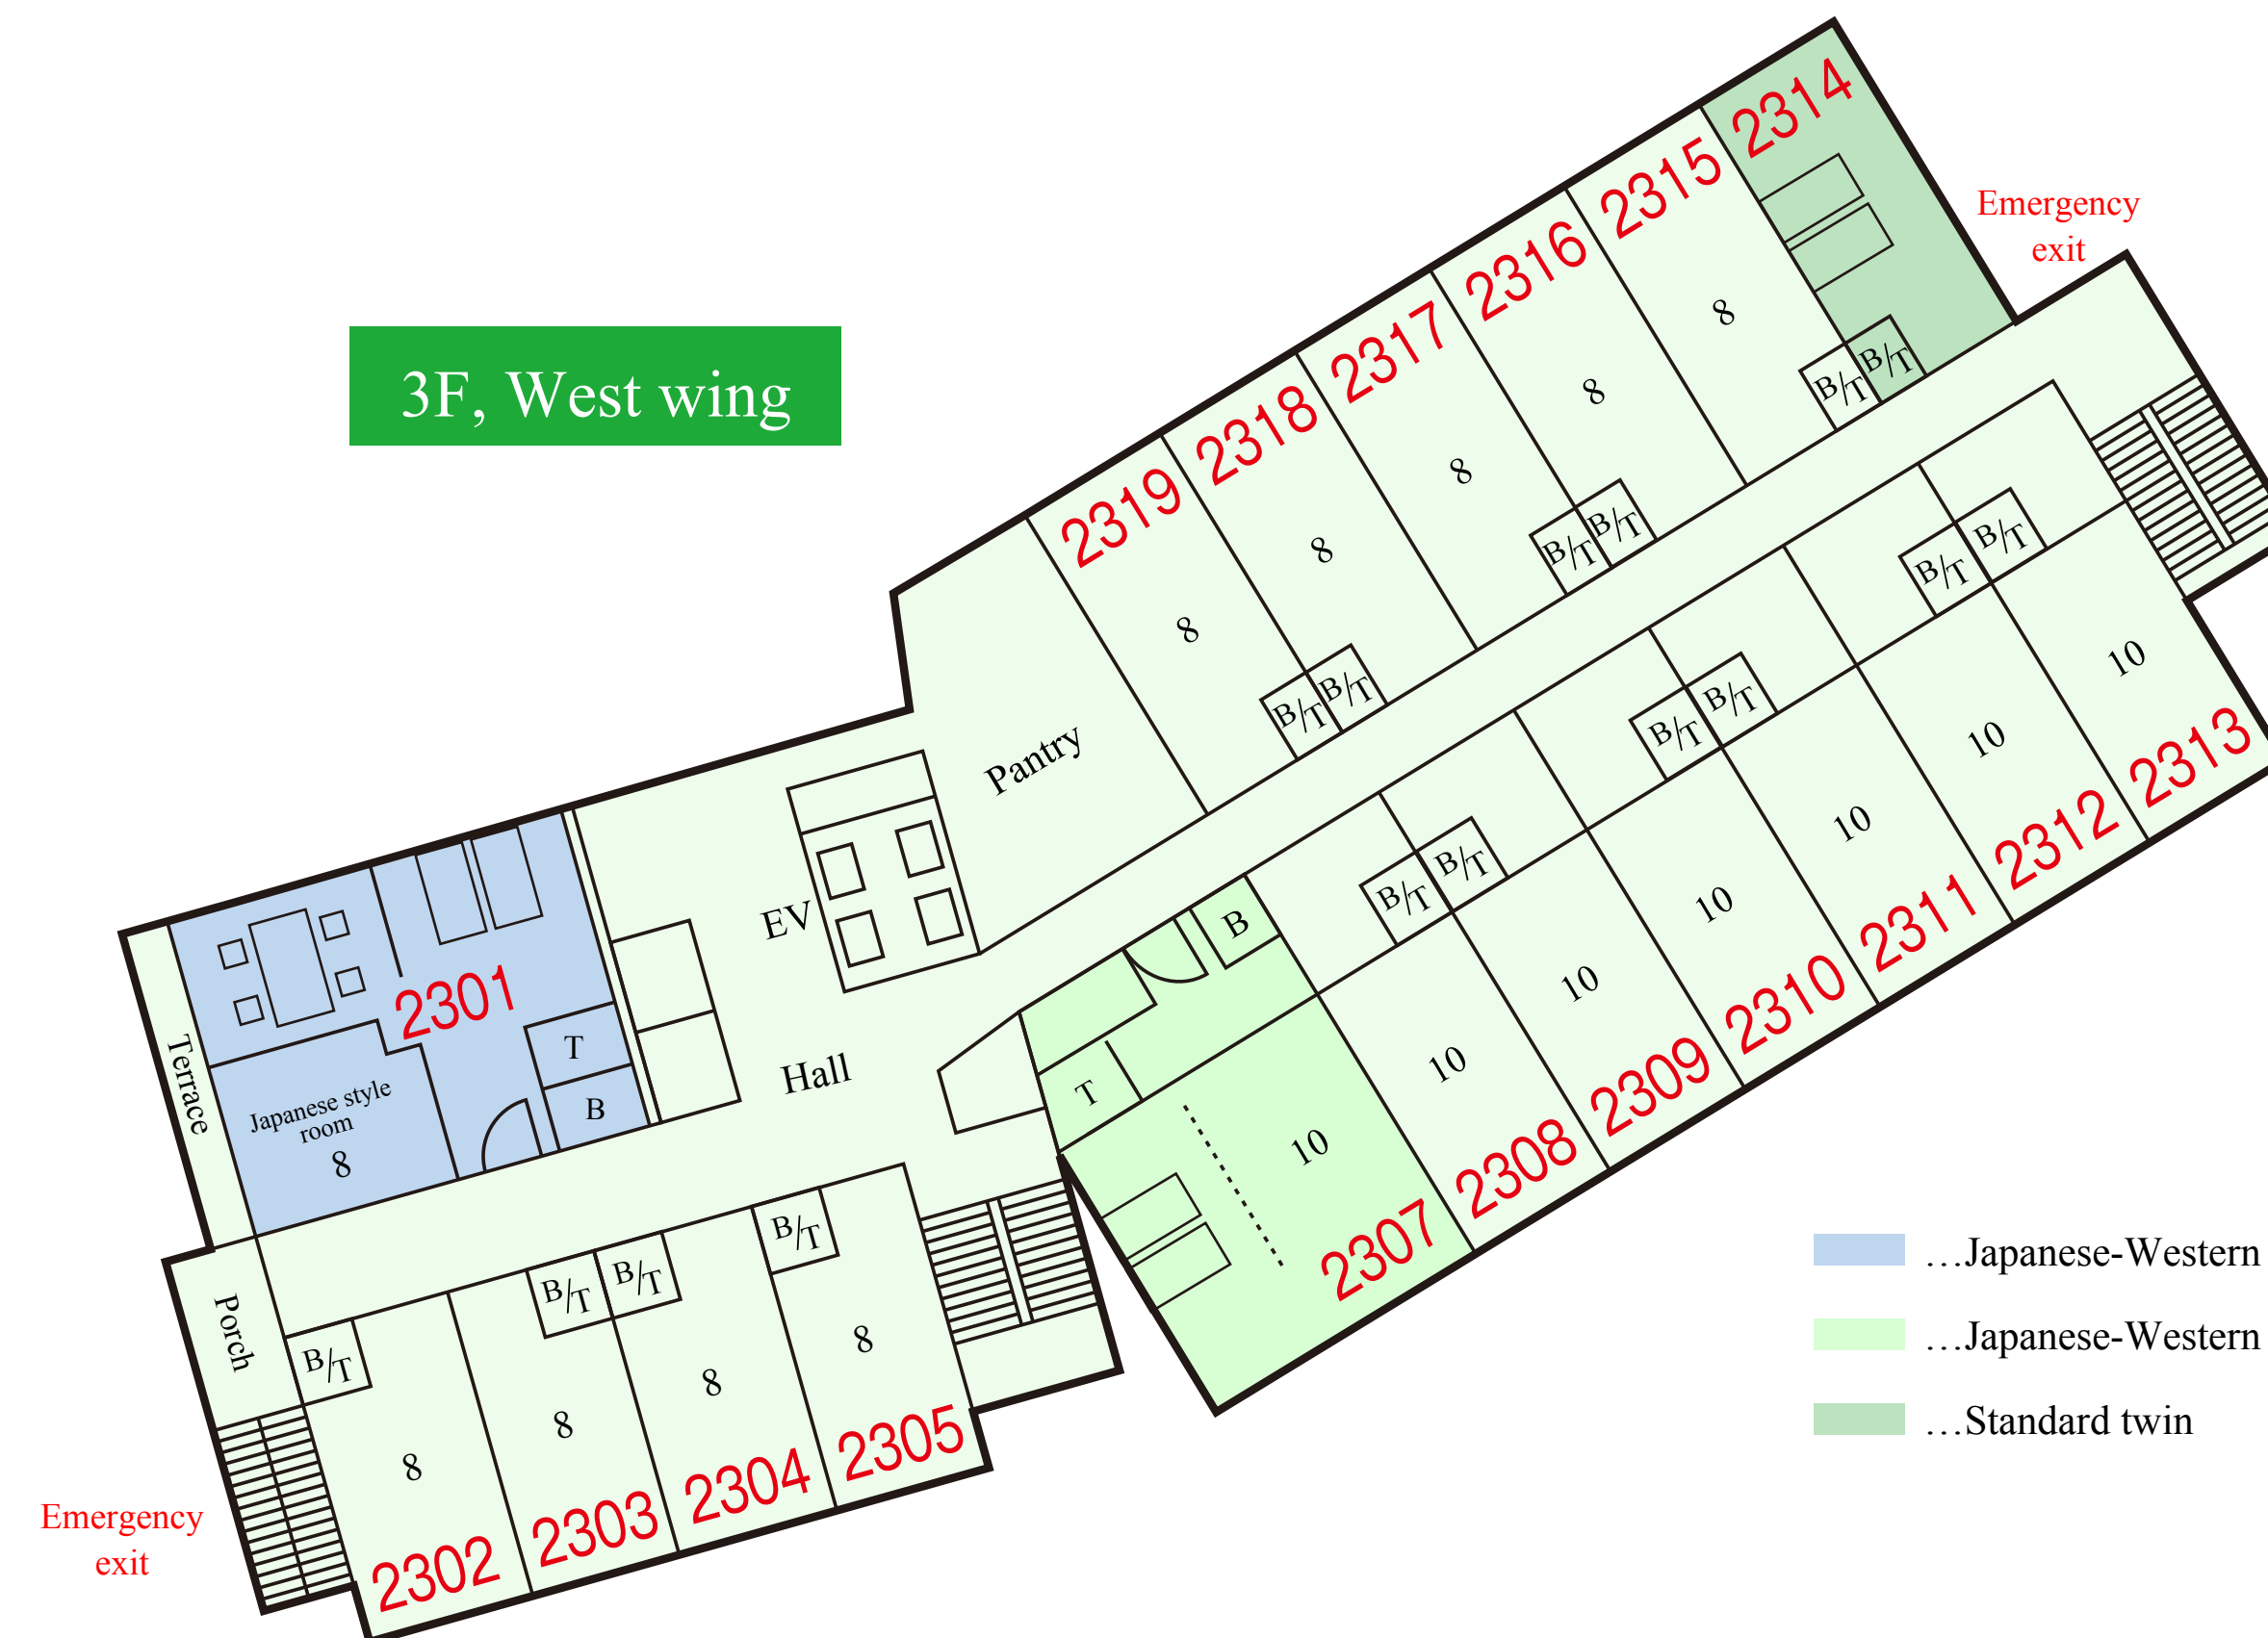 3F, West wing
2314
Emergency
exit
2315
2316
2317
2318
2319
8
8
8
8
8
B/T
B/T
B/T
B/T
B/T
B/T
Pantry
EV
Hall
B/T
B/T
B/T
B/T
B/T
B/T
10
10
10
10
10
10
10
2313
2312
2311
2310
2309
2308
2307
B
T
2301
T
B
Terrace
Japanese style
room
8
Porch
B/T
B/T
B/T
B/T
8
8
8
8
2302
2303
2304
2305
Emergency
exit
…Japanese-Western
…Japanese-Western
…Standard twin